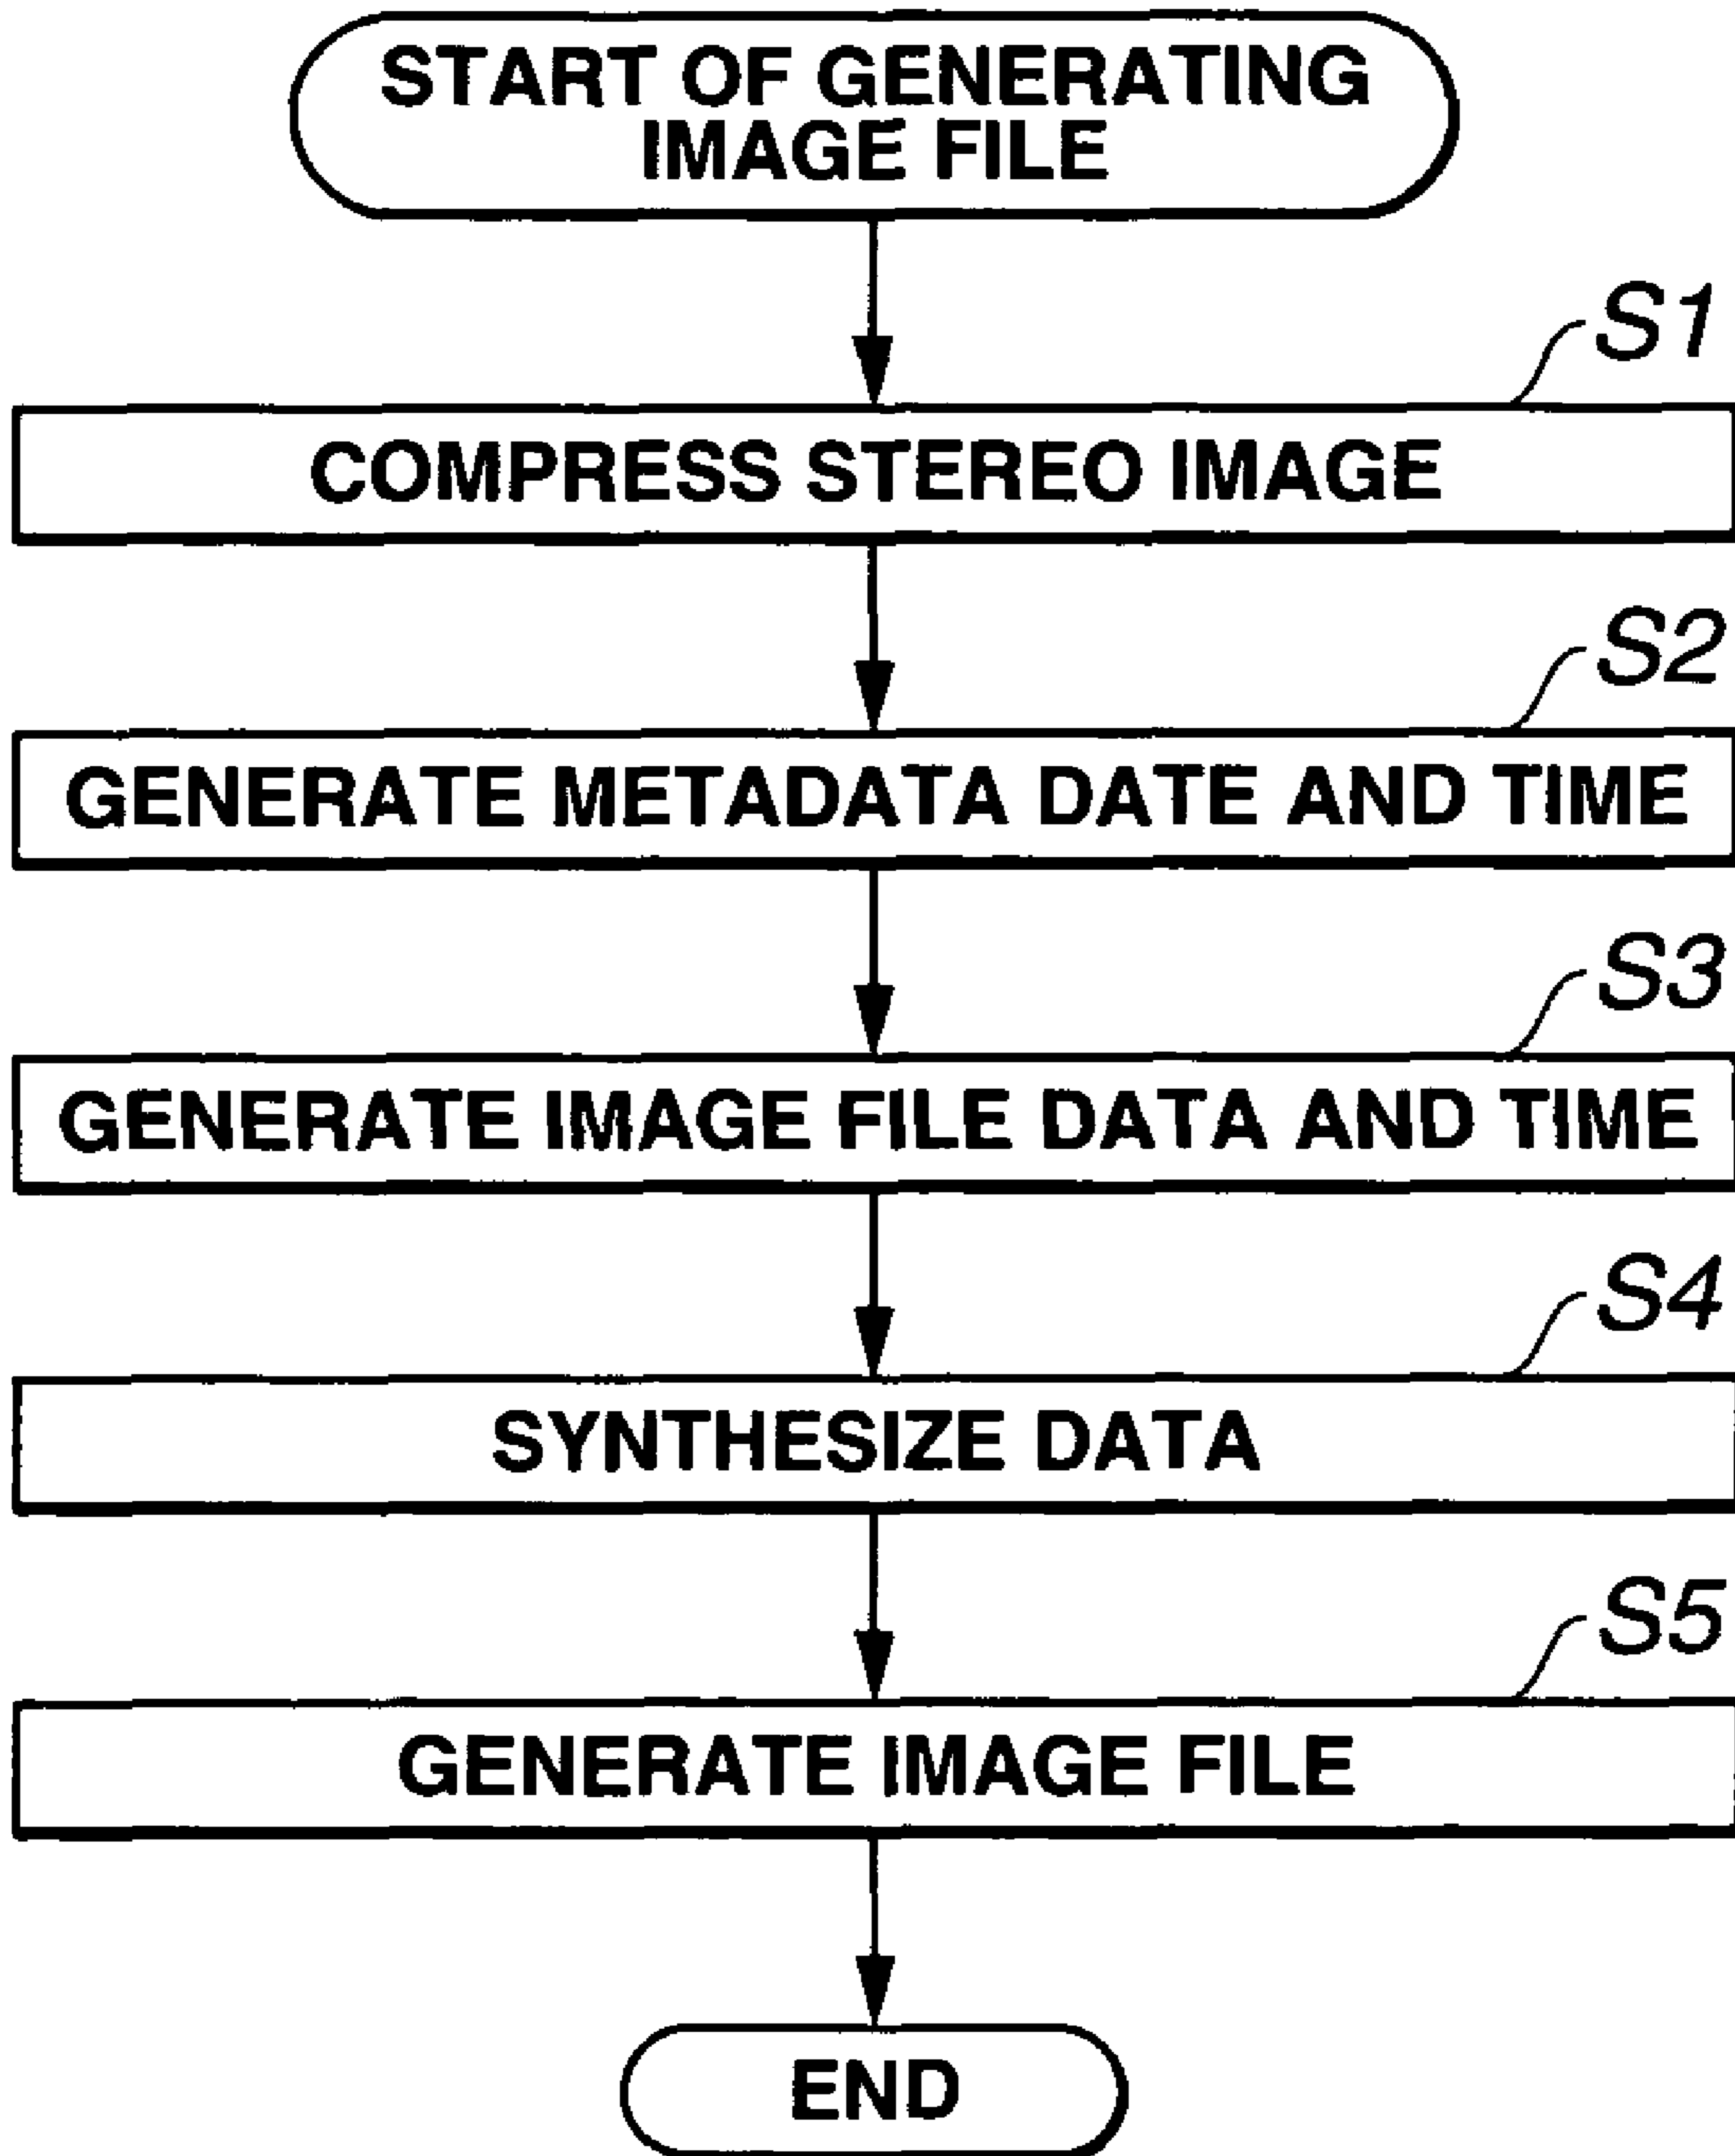 START OF GENERATING
IMAGE FILE
S1
COMPRESS STEREO IMAGE
S2
GENERATE METADATA DATE AND TIME
S3
GENERATE IMAGE FILE DATA AND TIME
S4
SYNTHESIZE DATA
S5
GENERATE IMAGE FILE
END